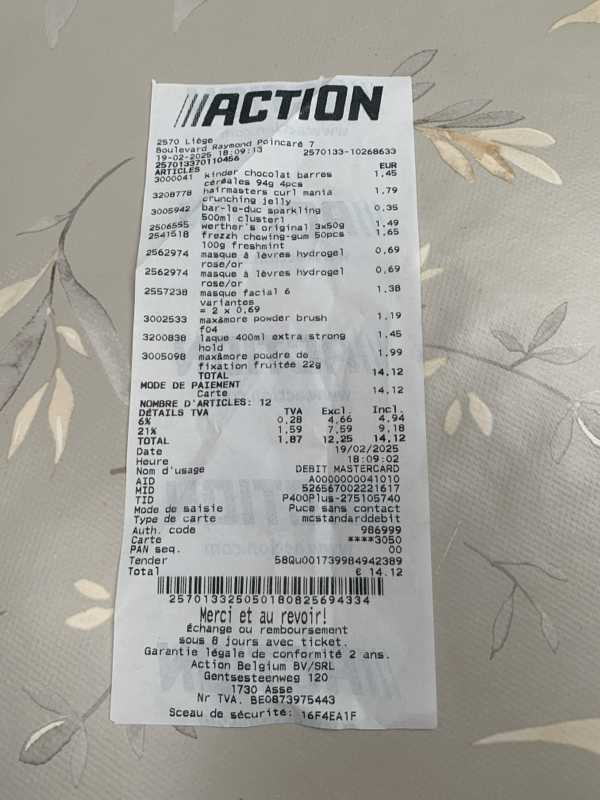 ACTION
2570 Liège
Boulevard Raymond Poincaré 7
19-02-2025 18:09:13 2570133-10268633
257013370110456
ARTICLES EUR
3000041 kinder chocolat barres 1,45
céréales 94g 4pcs
3208778 hairmasters curl mania 1,79
crunching jelly
3005942 bar-le-duc sparkling 0,35
500ml cluster1
2506555 werther's original 3x50g 1,49
2541518 frezzh chewing-gum 50pcs 1,65
100g freshmint
2562974 masque à lèvres hydrogel 0,69
rose/or
2562974 masque à lèvres hydrogel 0,69
rose/or
2557238 masque facial 6 1,38
variantes
= 2 x 0,69
3002533 max&more powder brush 1,19
f04
3200838 laque 400ml extra strong 1,45
hold
3005098 max&more poudre de 1,99
fixation fruitée 22g
TOTAL 14,12
MODE DE PAIEMENT
Carte 14,12
NOMBRE D'ARTICLES: 12
DÉTAILS TVA TVA Excl. Incl.
6% 0,28 4,66 4,94
21% 1,59 7,59 9,18
TOTAL 1,87 12,25 14,12
Date 19/02/2025
Heure 18:09:02
Nom d'usage DEBIT MASTERCARD
AID A0000000041010
MID 526567002221617
TID P400Plus-275105740
Mode de saisie Puce sans contact
Type de carte mcstandarddebit
Auth. code 986999
Carte ****3050
PAN seq. 00
Tender 58Qu001739984942389
Total € 14.12
257013325050180825694334
Merci et au revoir!
Échange ou remboursement
sous 8 jours avec ticket.
Garantie légale de conformité 2 ans.
Action Belgium BV/SRL
Gentsesteenweg 120
1730 Asse
Nr TVA. BE0873975443
Sceau de sécurité: 16F4EA1F